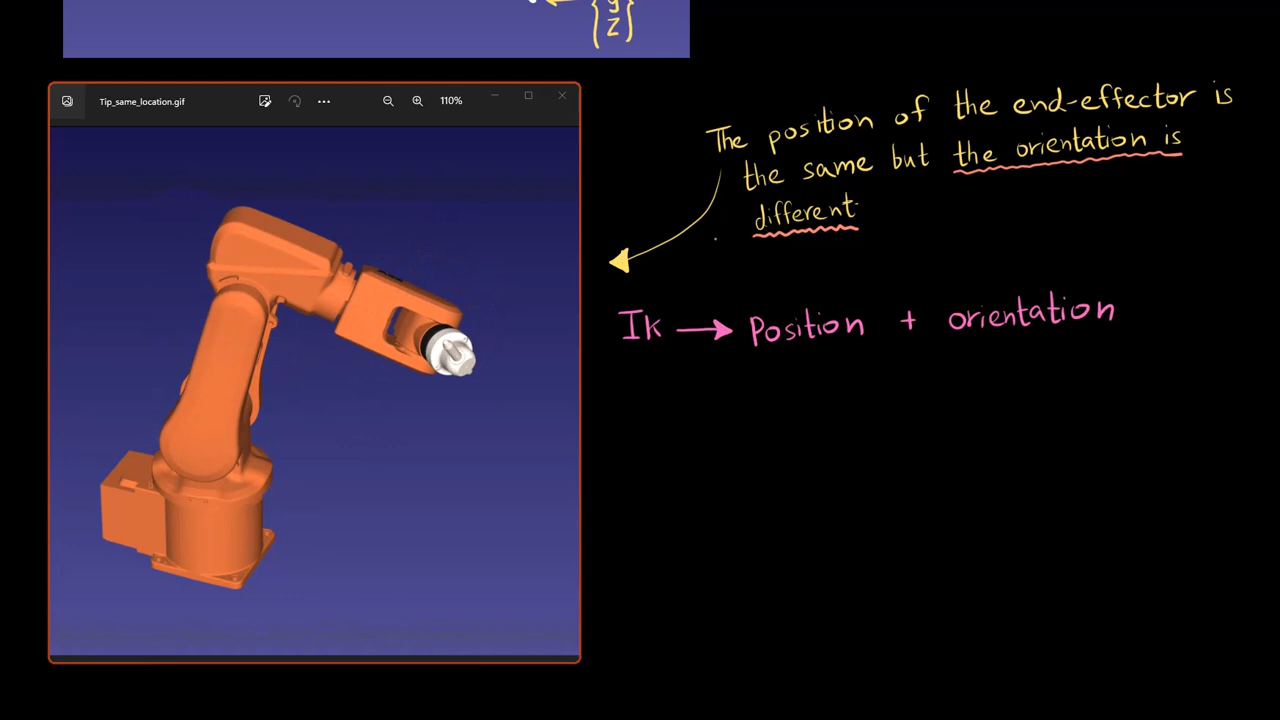 y
z
Tip_same_location.gif
110%
The position of the end-effector is
the same but the orientation is
different
Ik → Position + orientation